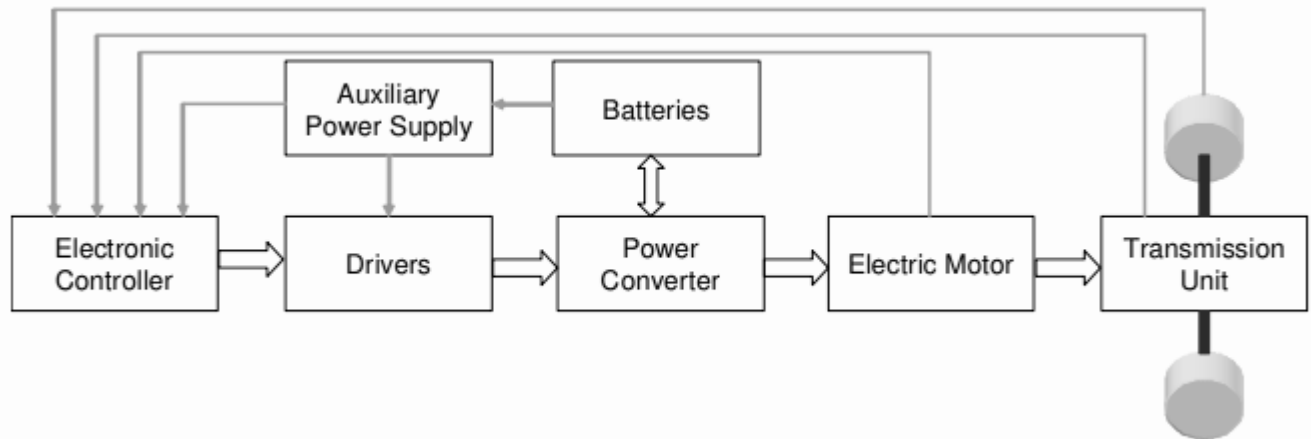 Auxiliary
Power Supply
Batteries
Electronic
Controller
Drivers
Power
Converter
Electric Motor
Transmission
Unit